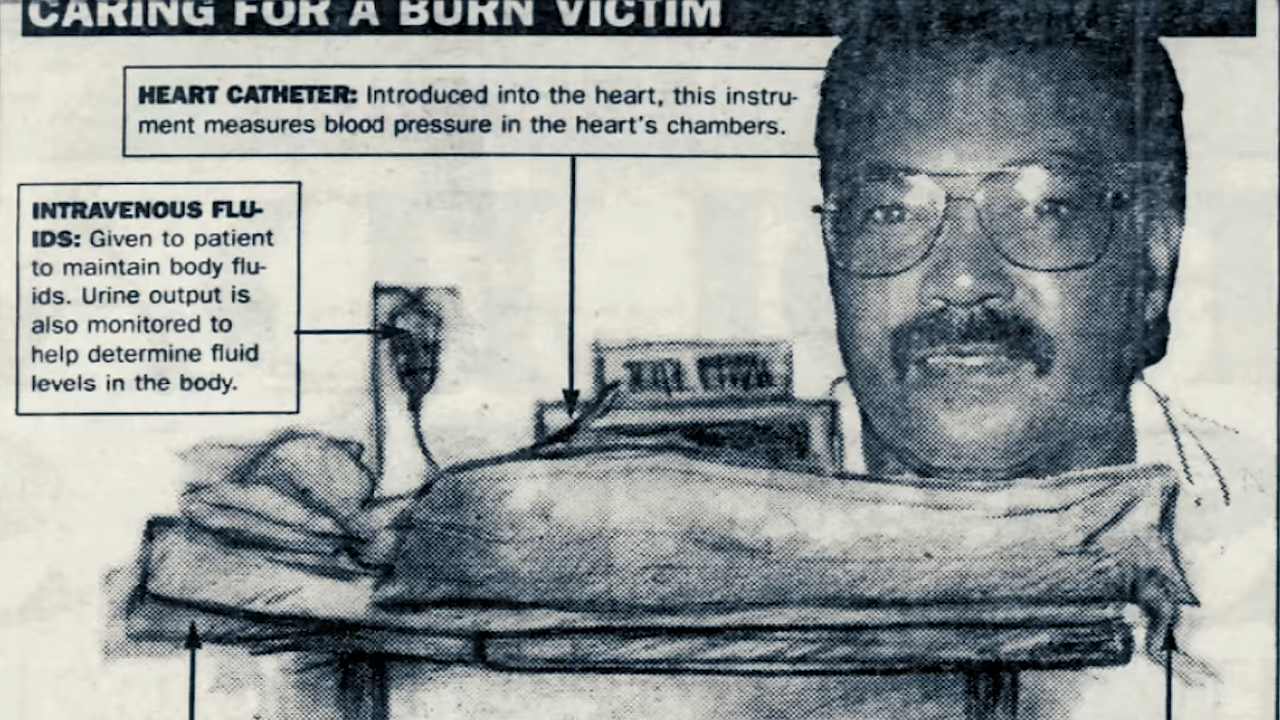 CARING FOR A BURN VICTIM
HEART CATHETER: Introduced into the heart, this instru-
ment measures blood pressure in the heart's chambers.
INTRAVENOUS FLU-
IDS: Given to patient
to maintain body flu-
ids. Urine output is
also monitored to
help determine fluid
levels in the body.